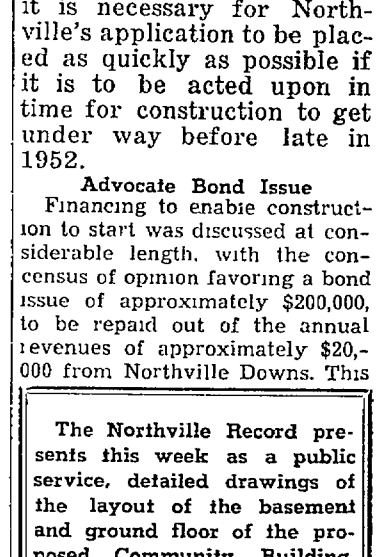 it is necessary for North-
ville's application to be plac-
ed as quickly as possible if
it is to be acted upon in
time for construction to get
under way before late in
1952.
Advocate Bond Issue
Financing to enable construct-
ion to start was discussed at con-
siderable length, with the con-
census of opinion favoring a bond
issue of approximately $200,000,
to be repaid out of the annual
revenues of approximately $20,-
000 from Northville Downs. This
The Northville Record pre-
sents this week as a public
service, detailed drawings of
the layout of the basement
and ground floor of the pro-
posed Community Building,